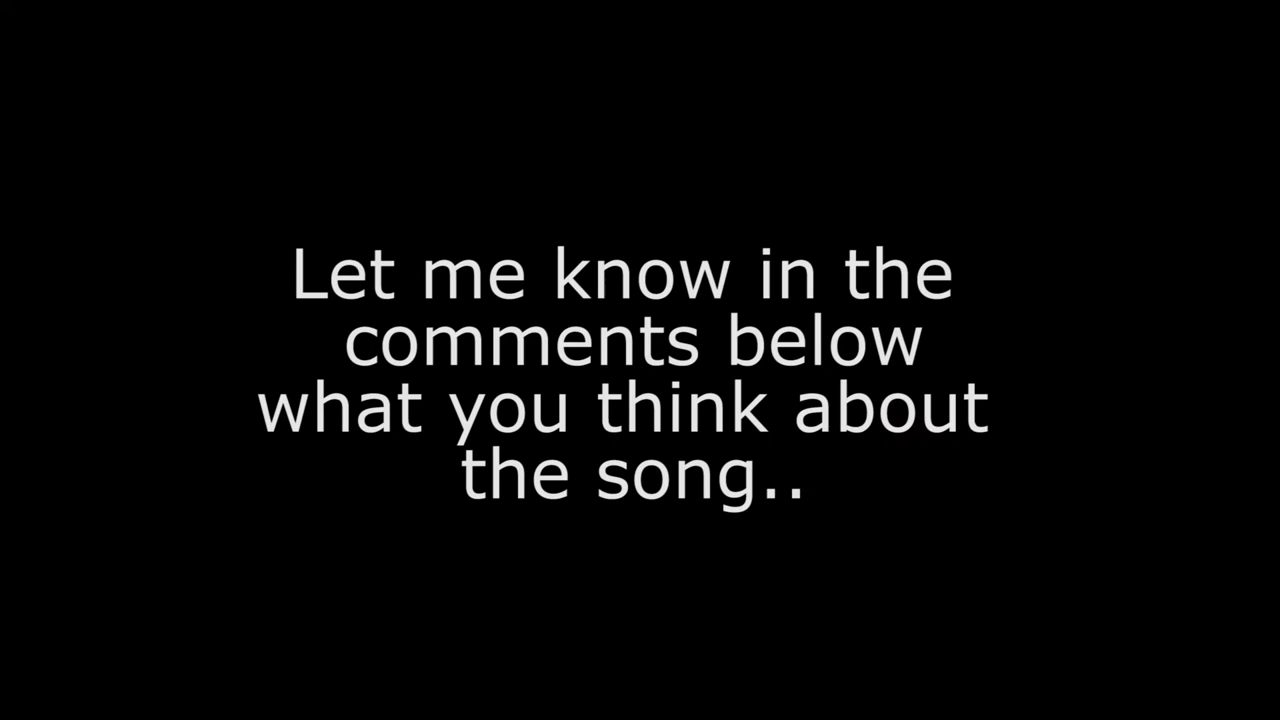 Let me know in the
comments below
what you think about
the song..